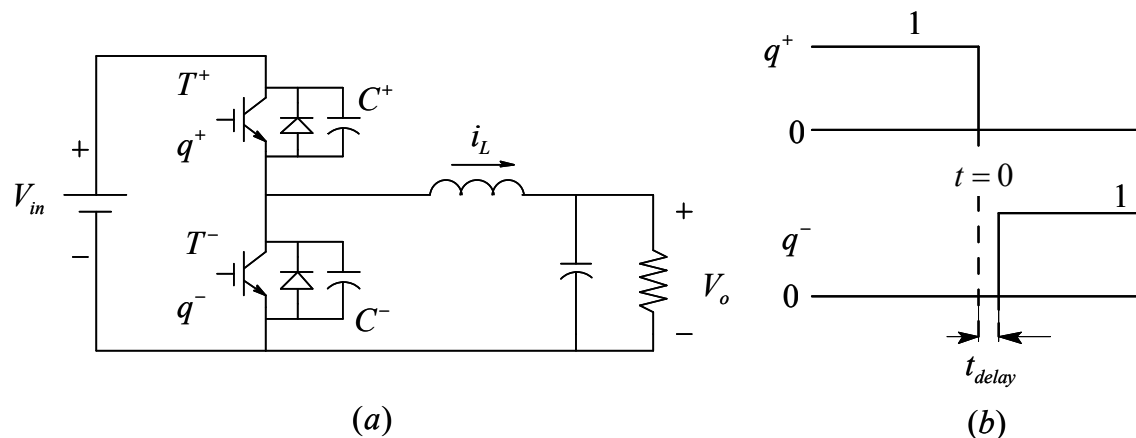 T⁺
C⁺
q⁺
+
i_L
V_in
+
−
T⁻
q⁻
C⁻
V_o
−
(a)
q⁺
1
0
t = 0
q⁻
1
0
t_delay
(b)